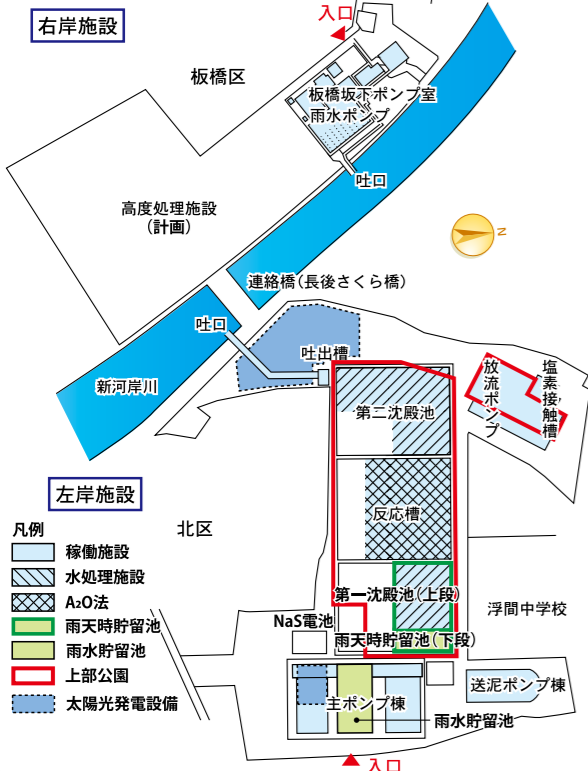 右岸施設
入口
板橋区
板橋坂下ポンプ室
雨水ポンプ
吐口
高度処理施設
(計画)
N
連絡橋(長後さくら橋)
吐口
吐出槽
新河岸川
第二沈殿池
放流ポンプ
塩素接触槽
左岸施設
反応槽
北区
凡例
稼働施設
水処理施設
A₂O法
雨天時貯留池
雨水貯留池
上部公園
太陽光発電設備
第一沈殿池(上段)
NaS電池
雨天時貯留池(下段)
浮間中学校
送泥ポンプ棟
主ポンプ棟
雨水貯留池
入口